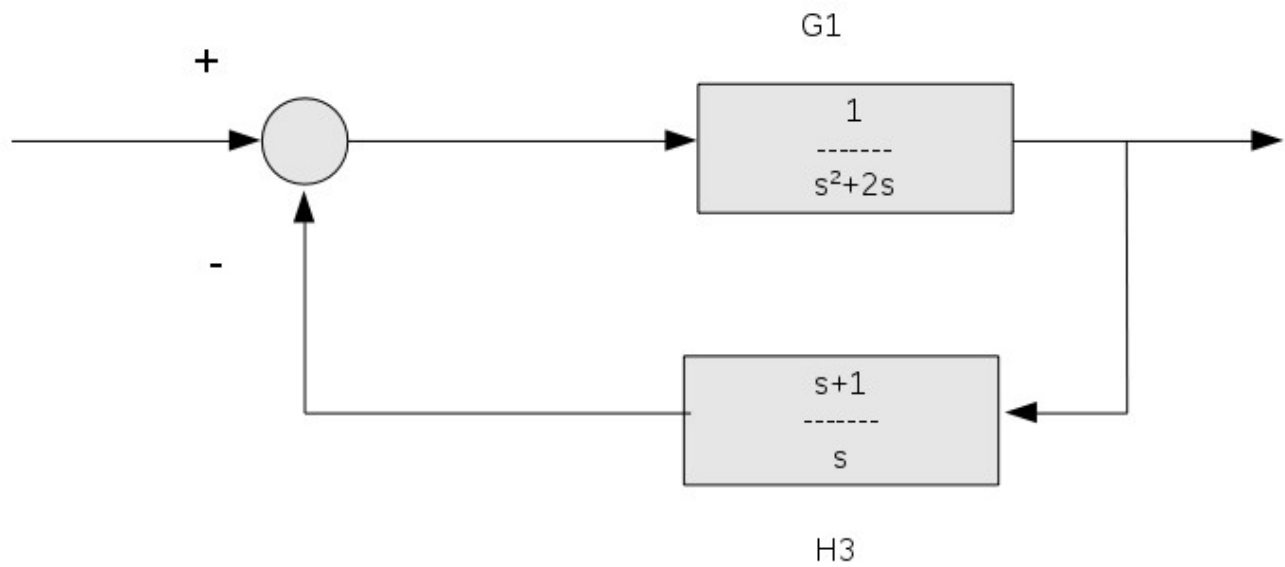 G1
+
1
-------
s²+2s
-
s+1
-------
s
H3